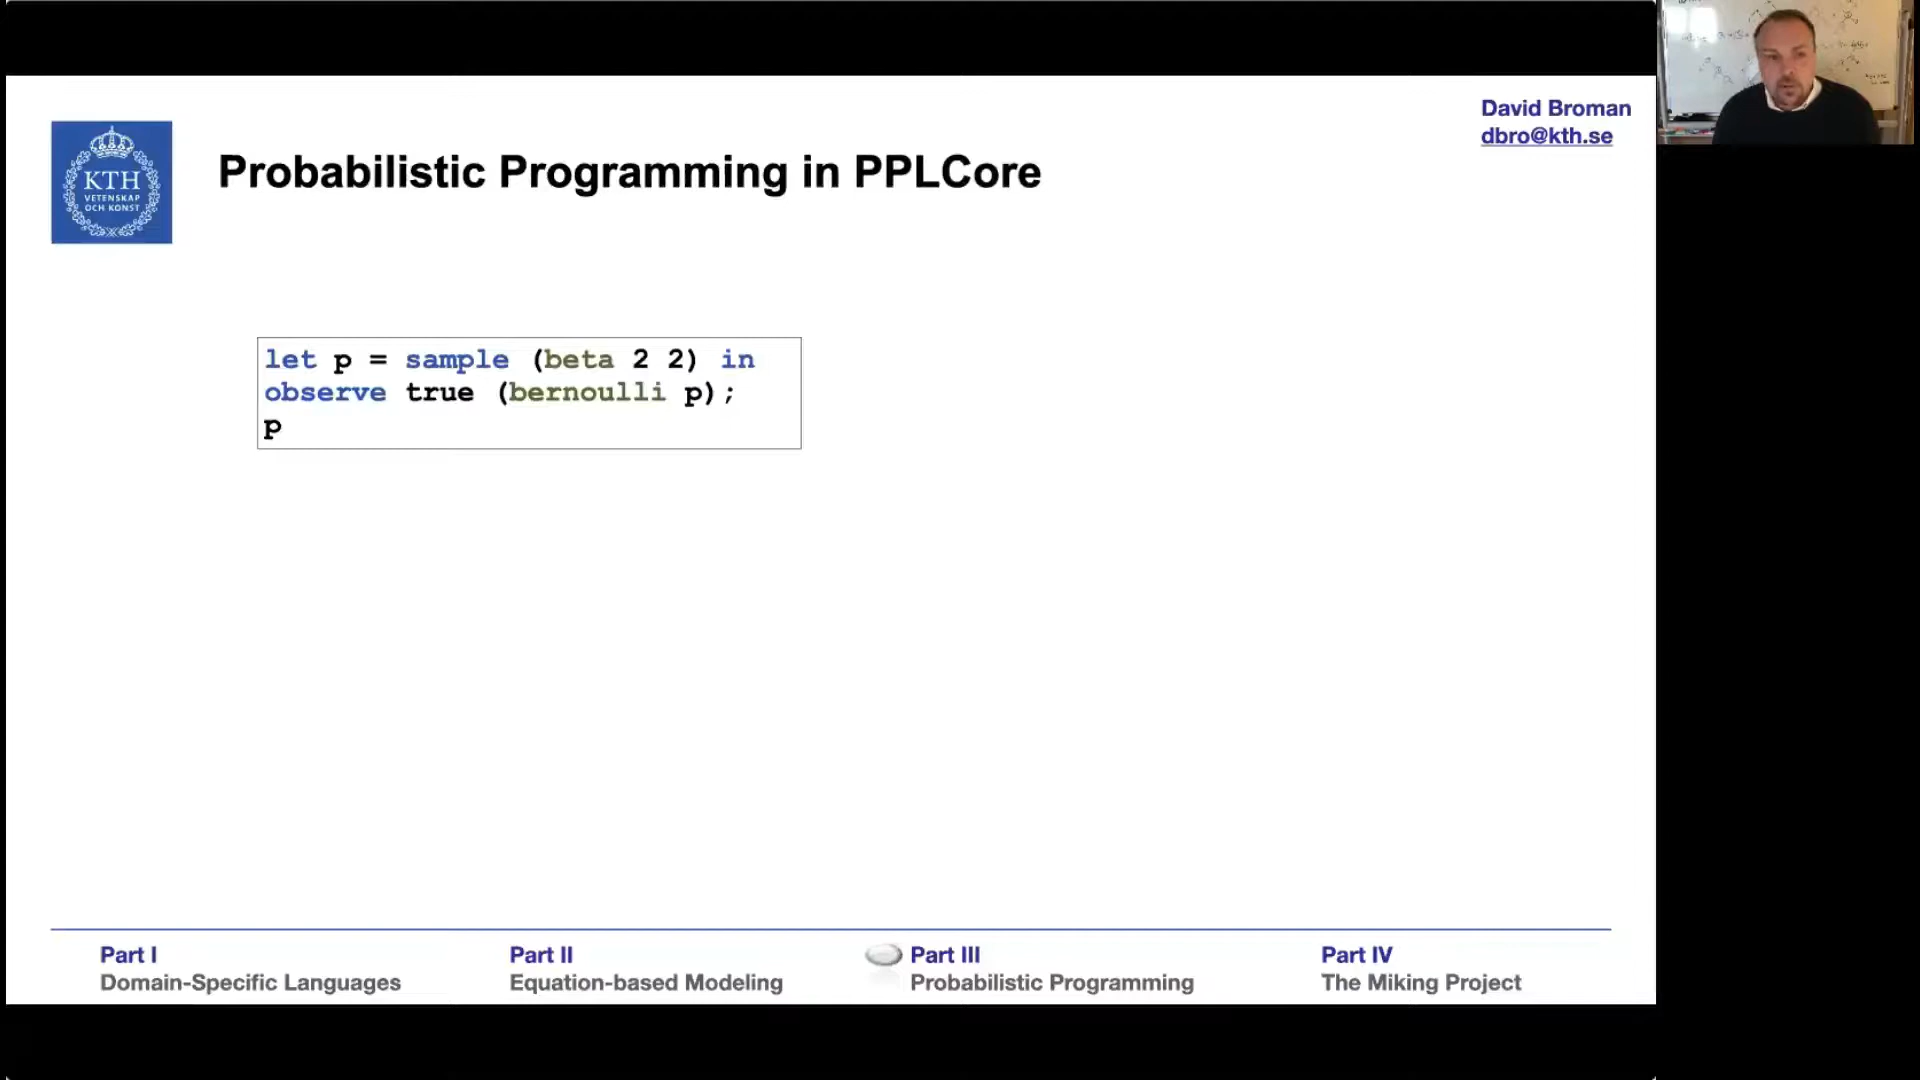 David Broman
dbro@kth.se
KTH
VETENSKAP
OCH KONST
Probabilistic Programming in PPLCore
let p = sample (beta 2 2) in
observe true (bernoulli p);
p
Part I
Domain-Specific Languages
Part II
Equation-based Modeling
Part III
Probabilistic Programming
Part IV
The Miking Project